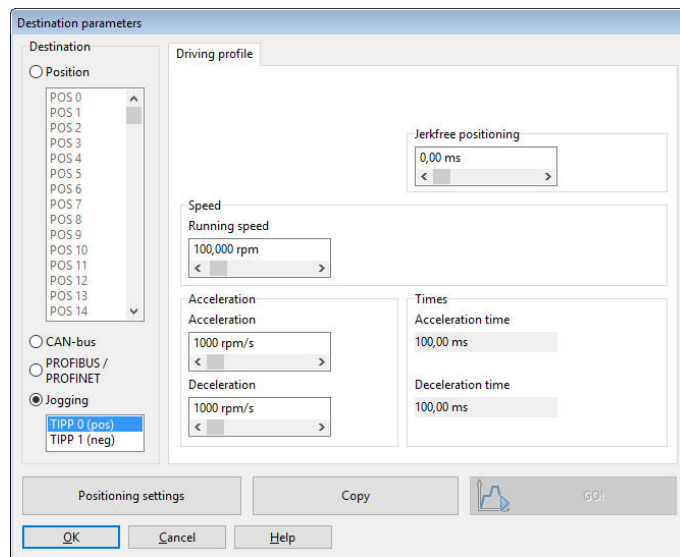 Destination parameters
Destination
Position
POS 0
POS 1
POS 2
POS 3
POS 4
POS 5
POS 6
POS 7
POS 8
POS 9
POS 10
POS 11
POS 12
POS 13
POS 14
CAN-bus
PROFIBUS /
PROFINET
Jogging
TIPP 0 (pos)
TIPP 1 (neg)
Driving profile
Jerkfree positioning
0,00 ms
Speed
Running speed
100,000 rpm
Acceleration
Acceleration
1000 rpm/s
Deceleration
1000 rpm/s
Times
Acceleration time
100,00 ms
Deceleration time
100,00 ms
Positioning settings
Copy
GO!
OK
Cancel
Help